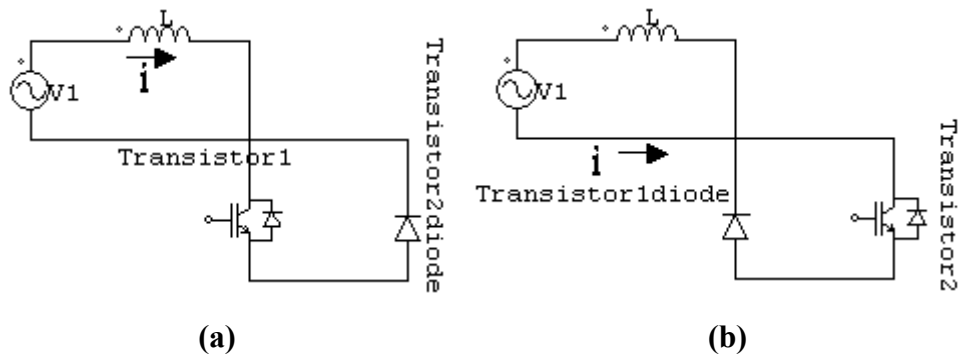 L
i
V1
Transistor1
Transistor2diode
(a)
L
V1
i
Transistor1diode
Transistor2
(b)